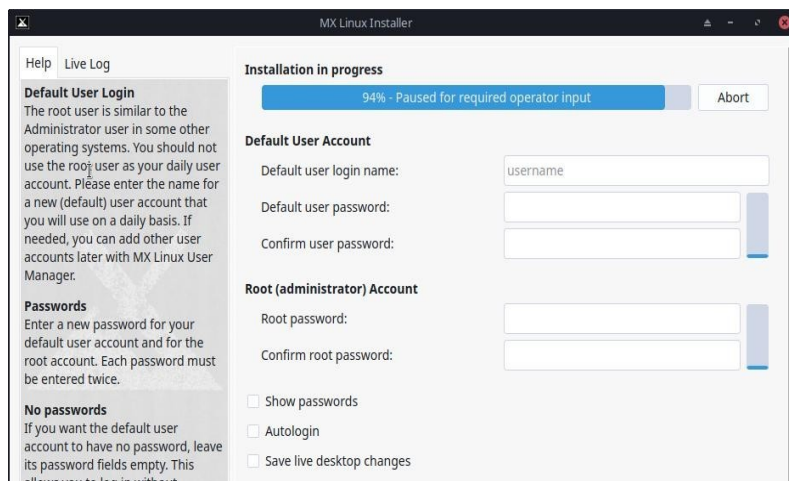 MX Linux Installer
Help
Live Log
Default User Login
The root user is similar to the
Administrator user in some other
operating systems. You should not
use the root user as your daily user
account. Please enter the name for
a new (default) user account that
you will use on a daily basis. If
needed, you can add other user
accounts later with MX Linux User
Manager.
Passwords
Enter a new password for your
default user account and for the
root account. Each password must
be entered twice.
No passwords
If you want the default user
account to have no password, leave
its password fields empty. This
allows you to log in without
Installation in progress
94% - Paused for required operator input
Abort
Default User Account
Default user login name:
username
Default user password:
Confirm user password:
Root (administrator) Account
Root password:
Confirm root password:
Show passwords
Autologin
Save live desktop changes